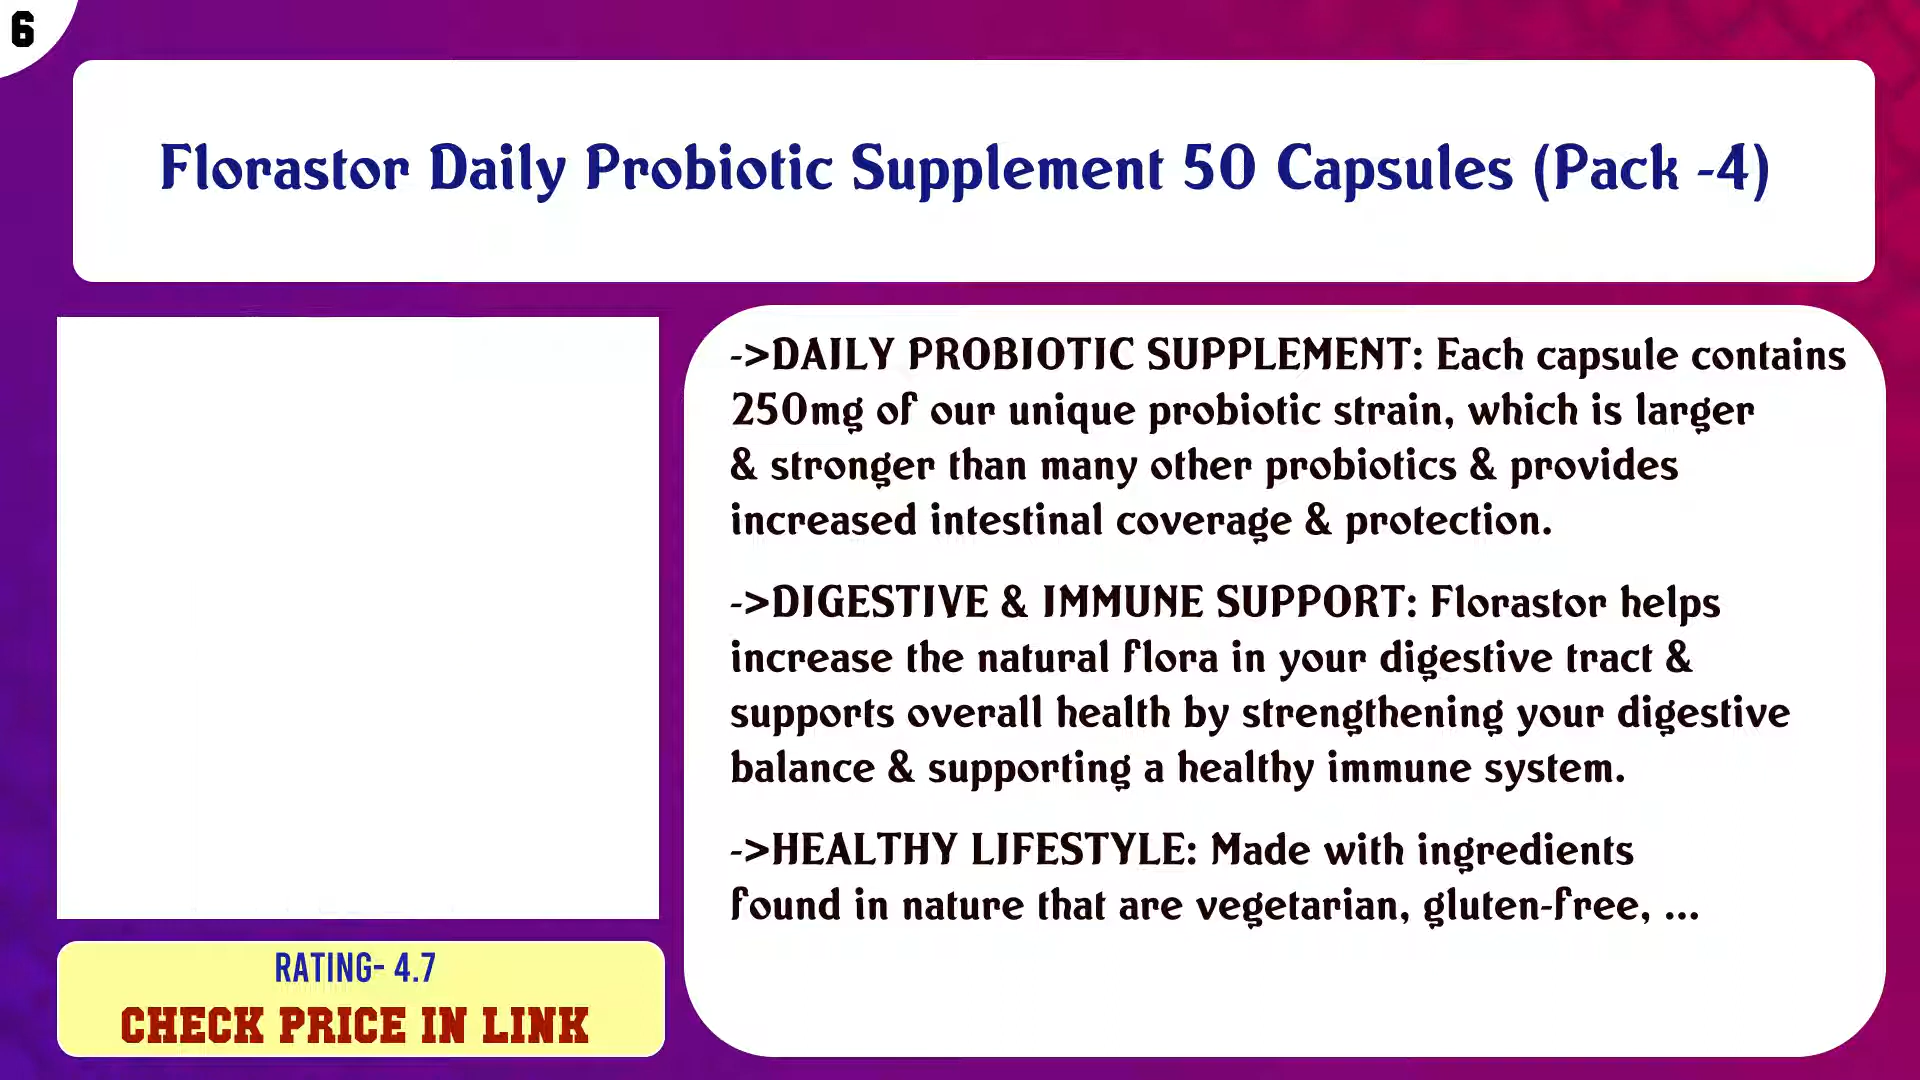 6
Florastor Daily Probiotic Supplement 50 Capsules (Pack -4)
->DAILY PROBIOTIC SUPPLEMENT: Each capsule contains
250mg of our unique probiotic strain, which is larger
& stronger than many other probiotics & provides
increased intestinal coverage & protection.
->DIGESTIVE & IMMUNE SUPPORT: Florastor helps
increase the natural flora in your digestive tract &
supports overall health by strengthening your digestive
balance & supporting a healthy immune system.
->HEALTHY LIFESTYLE: Made with ingredients
found in nature that are vegetarian, gluten-free, ...
RATING- 4.7
CHECK PRICE IN LINK